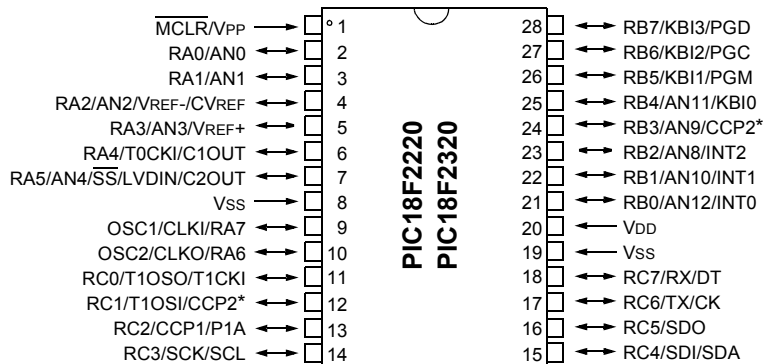 MCLR/VPP 1
RA0/AN0 2
RA1/AN1 3
RA2/AN2/VREF-/CVREF 4
RA3/AN3/VREF+ 5
RA4/T0CKI/C1OUT 6
RA5/AN4/SS/LVDIN/C2OUT 7
VSS 8
OSC1/CLKI/RA7 9
OSC2/CLKO/RA6 10
RC0/T1OSO/T1CKI 11
RC1/T1OSI/CCP2* 12
RC2/CCP1/P1A 13
RC3/SCK/SCL 14
PIC18F2220
PIC18F2320
28 RB7/KBI3/PGD
27 RB6/KBI2/PGC
26 RB5/KBI1/PGM
25 RB4/AN11/KBI0
24 RB3/AN9/CCP2*
23 RB2/AN8/INT2
22 RB1/AN10/INT1
21 RB0/AN12/INT0
20 VDD
19 VSS
18 RC7/RX/DT
17 RC6/TX/CK
16 RC5/SDO
15 RC4/SDI/SDA